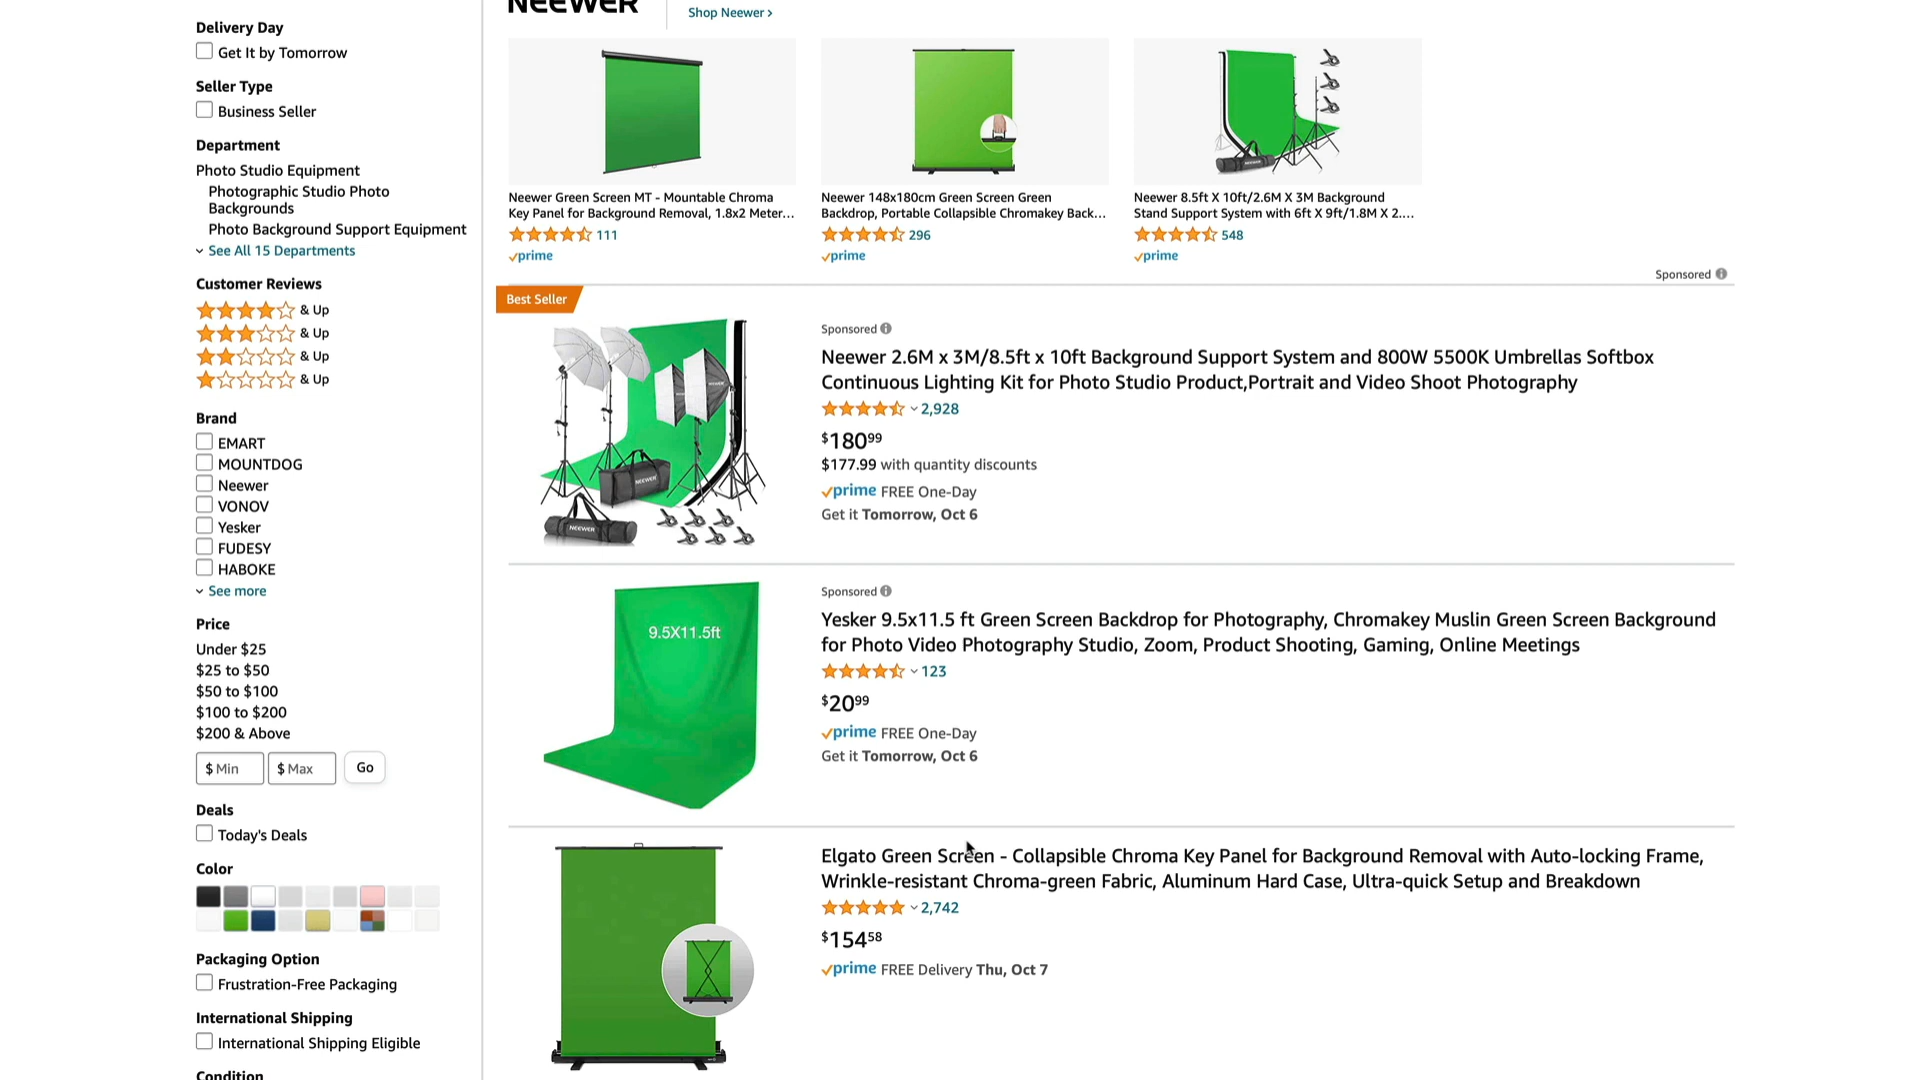 Delivery Day
Get It by Tomorrow
Seller Type
Business Seller
Department
Photo Studio Equipment
Photographic Studio Photo
Backgrounds
Photo Background Support Equipment
See All 15 Departments
Customer Reviews
& Up
& Up
& Up
& Up
Brand
EMART
MOUNTDOG
Neewer
VONOV
Yesker
FUDESY
HABOKE
See more
Price
Under $25
$25 to $50
$50 to $100
$100 to $200
$200 & Above
$ Min $ Max Go
Deals
Today's Deals
Color
Packaging Option
Frustration-Free Packaging
International Shipping
International Shipping Eligible
Condition
NEEWER
Shop Neewer ›
Neewer Green Screen MT - Mountable Chroma
Key Panel for Background Removal, 1.8x2 Meter...
111
prime
Neewer 148x180cm Green Screen Green
Backdrop, Portable Collapsible Chromakey Back...
296
prime
Neewer 8.5ft X 10ft/2.6M X 3M Background
Stand Support System with 6ft X 9ft/1.8M X 2....
548
prime
Sponsored
Best Seller
NEEWER
NEEWER
Sponsored
Neewer 2.6M x 3M/8.5ft x 10ft Background Support System and 800W 5500K Umbrellas Softbox
Continuous Lighting Kit for Photo Studio Product,Portrait and Video Shoot Photography
2,928
$180 99
$177.99 with quantity discounts
prime FREE One-Day
Get it Tomorrow, Oct 6
9.5X11.5ft
Sponsored
Yesker 9.5x11.5 ft Green Screen Backdrop for Photography, Chromakey Muslin Green Screen Background
for Photo Video Photography Studio, Zoom, Product Shooting, Gaming, Online Meetings
123
$20 99
prime FREE One-Day
Get it Tomorrow, Oct 6
Elgato Green Screen - Collapsible Chroma Key Panel for Background Removal with Auto-locking Frame,
Wrinkle-resistant Chroma-green Fabric, Aluminum Hard Case, Ultra-quick Setup and Breakdown
2,742
$154 58
prime FREE Delivery Thu, Oct 7